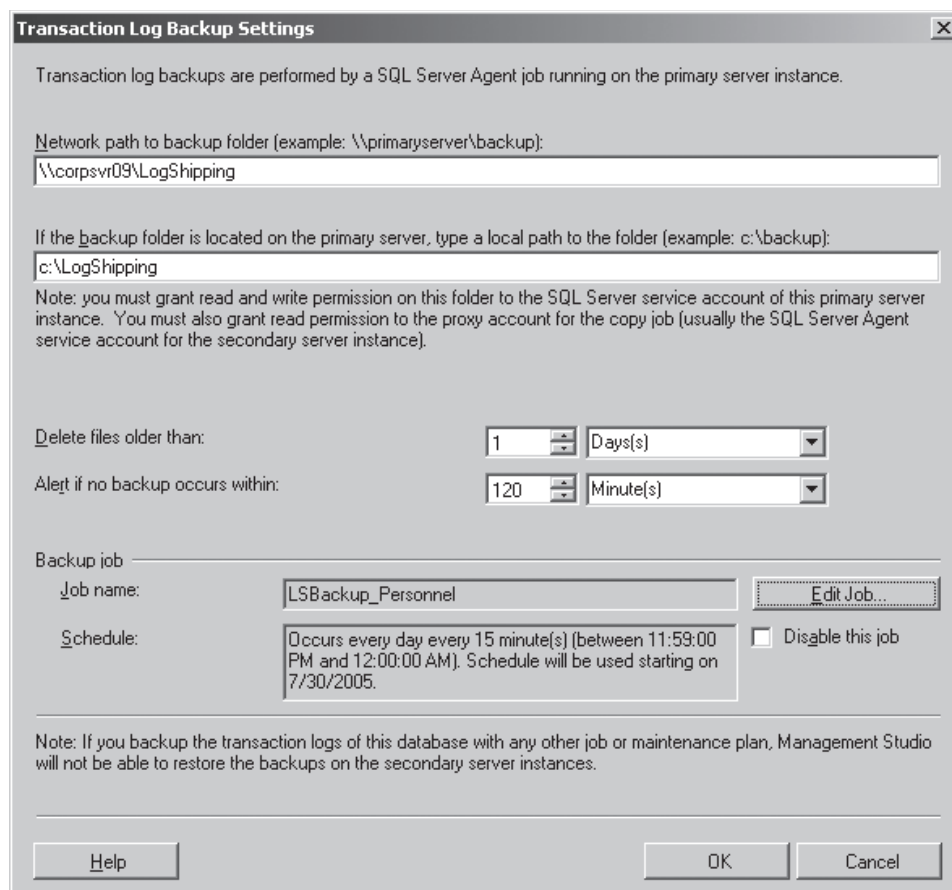 Transaction Log Backup Settings
Transaction log backups are performed by a SQL Server Agent job running on the primary server instance.
Network path to backup folder (example: \\primaryserver\backup):
\\corpsvr09\LogShipping
If the backup folder is located on the primary server, type a local path to the folder (example: c:\backup):
c:\LogShipping
Note: you must grant read and write permission on this folder to the SQL Server service account of this primary server
instance.  You must also grant read permission to the proxy account for the copy job (usually the SQL Server Agent
service account for the secondary server instance).
Delete files older than:
1
Days(s)
Alert if no backup occurs within:
120
Minute(s)
Backup job
Job name:
LSBackup_Personnel
Edit Job...
Schedule:
Occurs every day every 15 minute(s) (between 11:59:00
PM and 12:00:00 AM). Schedule will be used starting on
7/30/2005.
Disable this job
Note: If you backup the transaction logs of this database with any other job or maintenance plan, Management Studio
will not be able to restore the backups on the secondary server instances.
Help
OK
Cancel